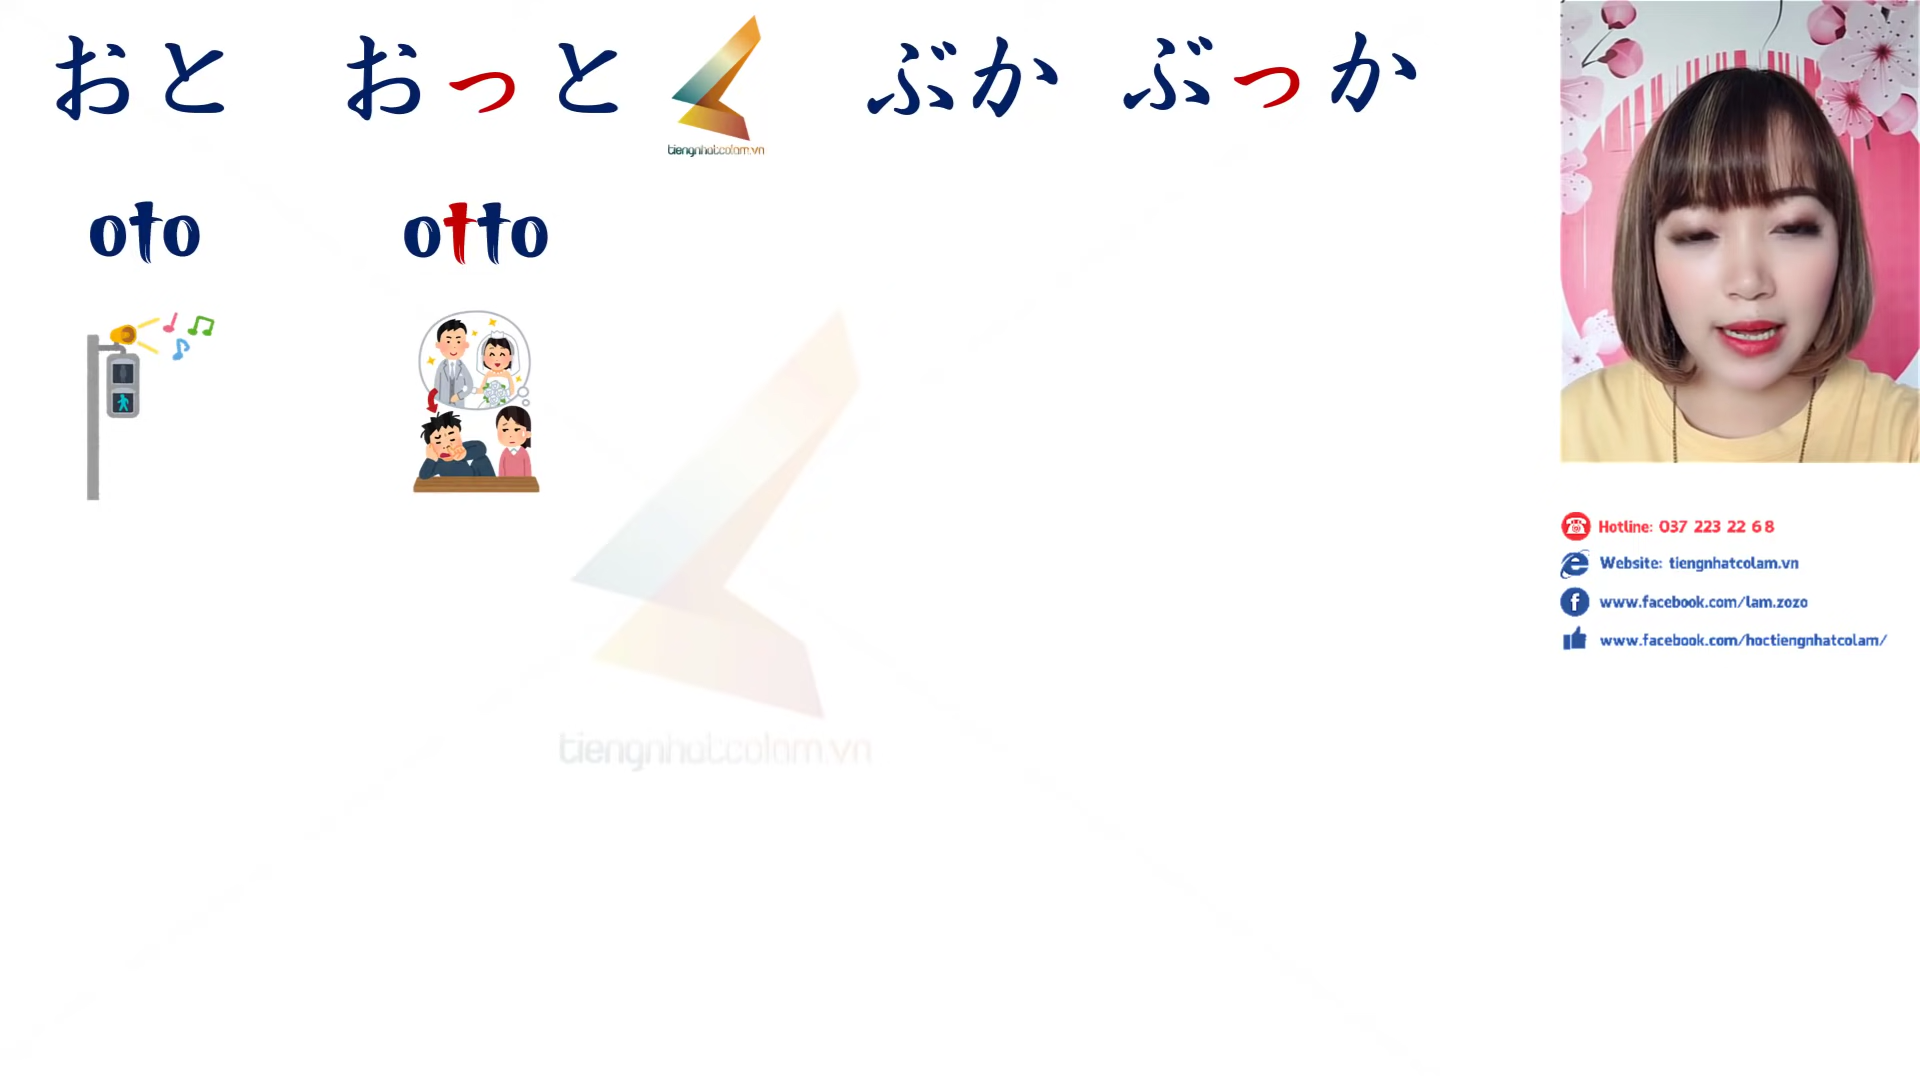 おと おっと ぶか ぶっか
tiengnhatcolam.vn
oto otto
tiengnhatcolam.vn
Hotline: 037 223 22 68
Website: tiengnhatcolam.vn
www.facebook.com/lam.zozo
www.facebook.com/hoctiengnhatcolam/